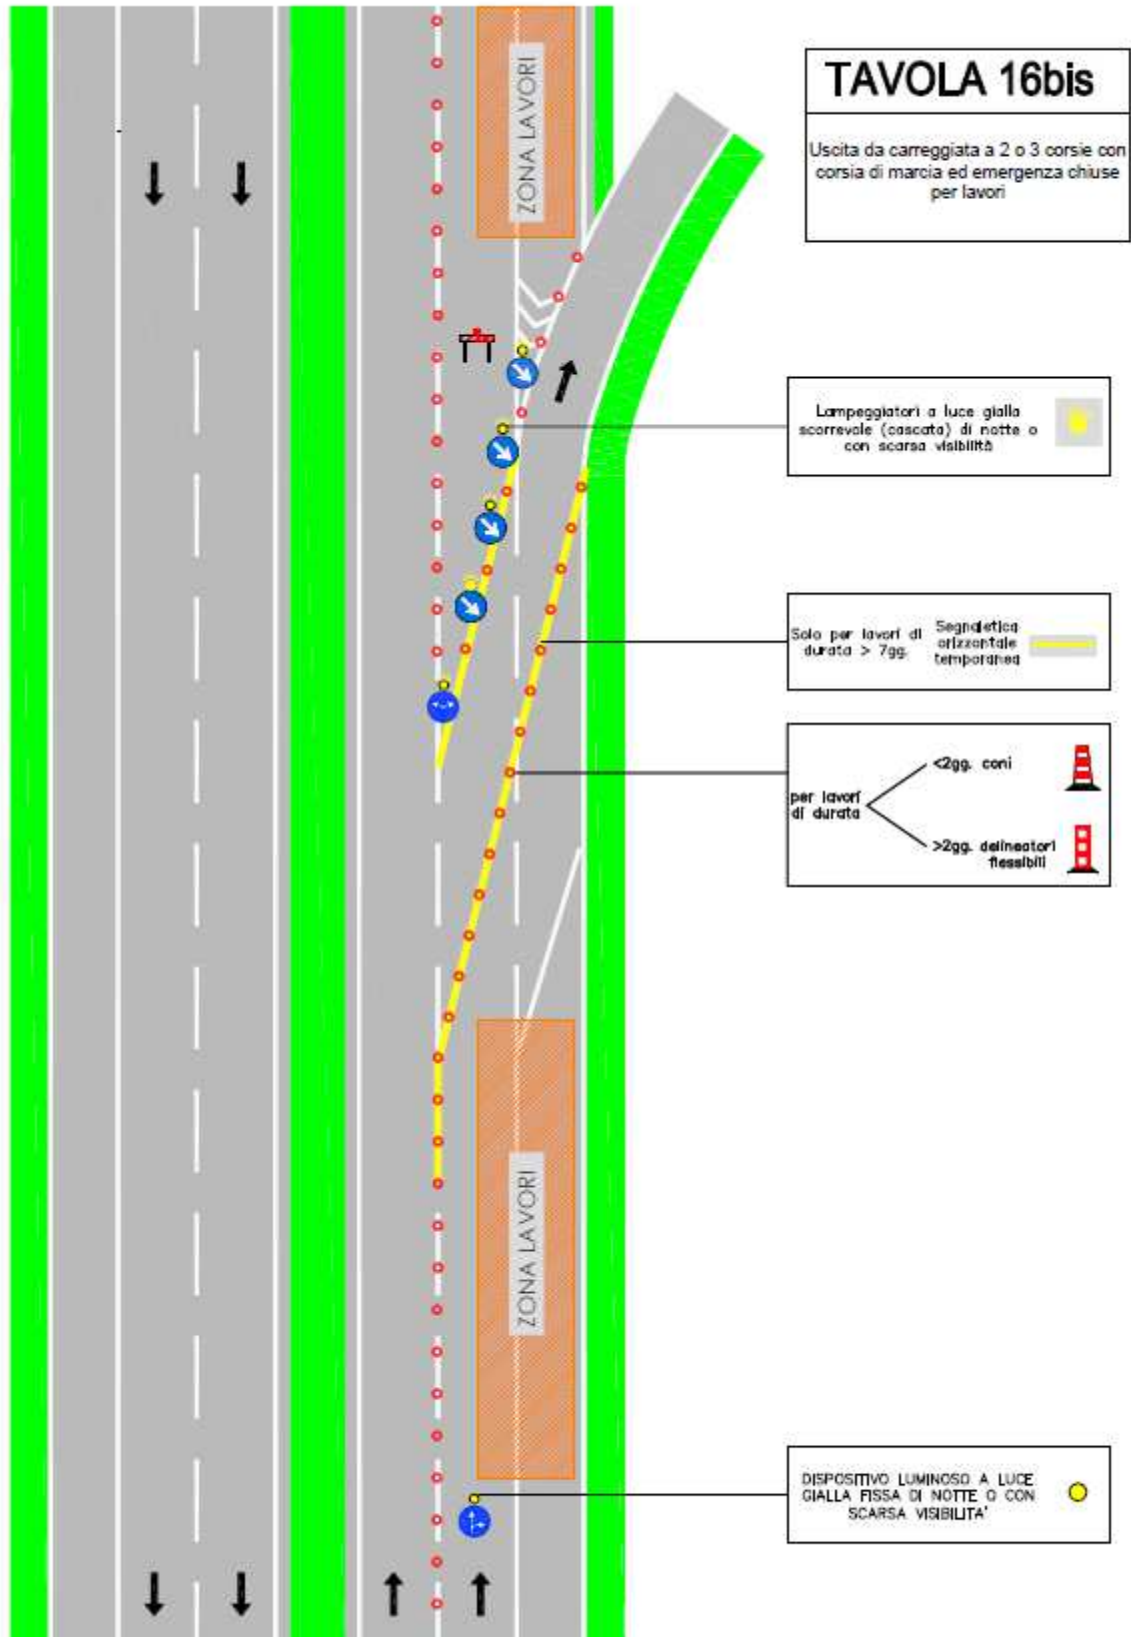 TAVOLA 16bis
Uscita da carreggiata a 2 o 3 corsie con
corsia di marcia ed emergenza chiuse
per lavori
ZONA LAVORI
Lampeggiatori a luce gialla
scorrevole (cascata) di notte o
con scarsa visibilità
Solo per lavori di
durata > 7gg.
Segnaletica
orizzontale
temporanea
per lavori
di durata
<2gg. coni
>2gg. delineatori
flessibili
ZONA LAVORI
DISPOSITIVO LUMINOSO A LUCE
GIALLA FISSA DI NOTTE O CON
SCARSA VISIBILITA'